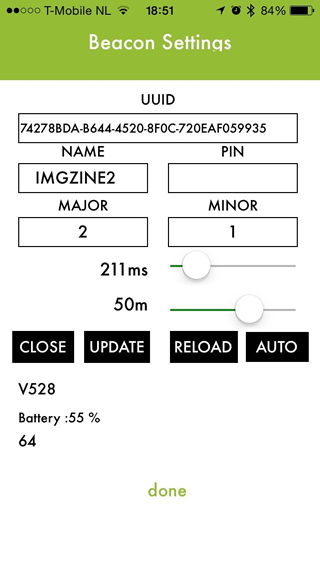 T-Mobile NL 18:51 84%
Beacon Settings
UUID
74278BDA-B644-4520-8F0C-720EAF059935
NAME PIN
IMGZINE2
MAJOR MINOR
2 1
211ms
50m
CLOSE UPDATE RELOAD AUTO
V528
Battery :55 %
64
done